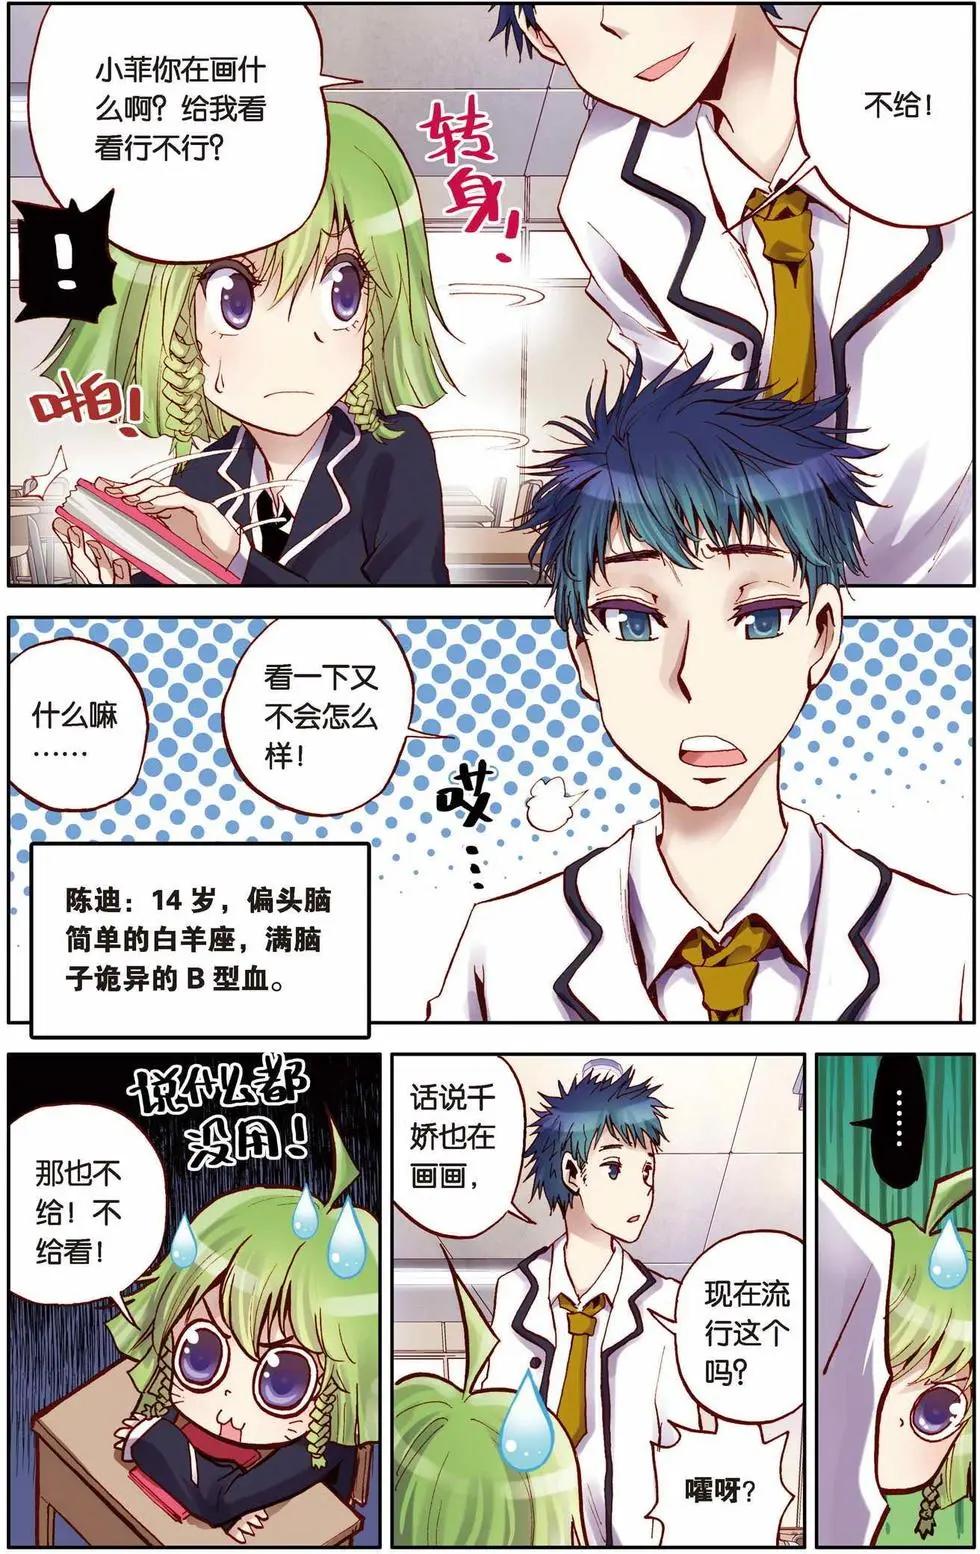 小菲你在画什
么啊？给我看
看行不行？
不给！
转
身！
！
啪！
看一下又
不会怎么
样！
什么嘛
……
哎
…
陈迪：14 岁，偏头脑
简单的白羊座，满脑
子诡异的 B 型血。
说什么都
没用！
那也不
给！不
给看！
话说千
娇也在
画画，
现在流
行这个
吗？
嚯呀？
……